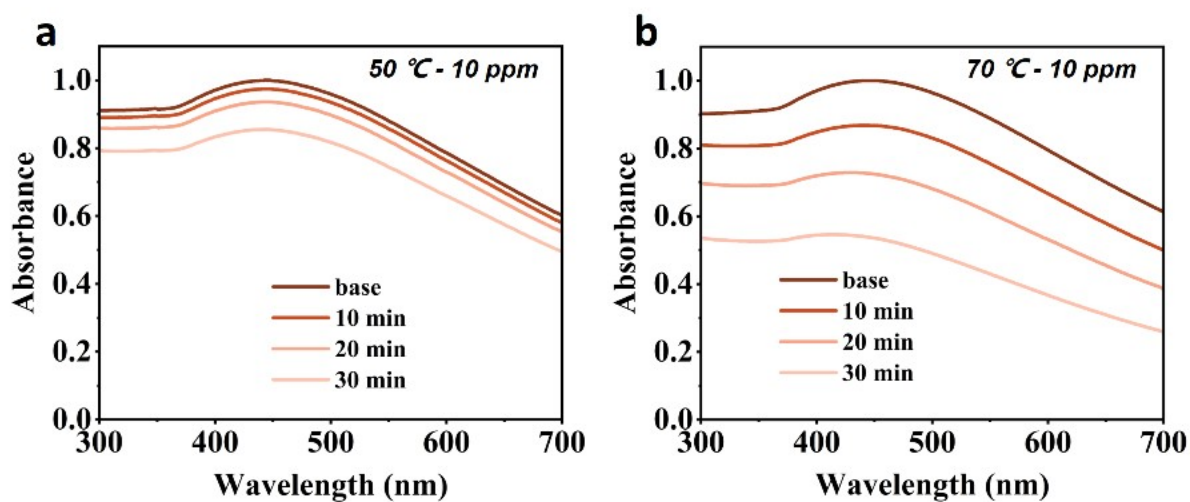 a
50 ℃ - 10 ppm
Absorbance
1.0
0.8
0.6
0.4
0.2
0.0
base
10 min
20 min
30 min
300 400 500 600 700
Wavelength (nm)
b
70 ℃ - 10 ppm
Absorbance
1.0
0.8
0.6
0.4
0.2
0.0
base
10 min
20 min
30 min
300 400 500 600 700
Wavelength (nm)